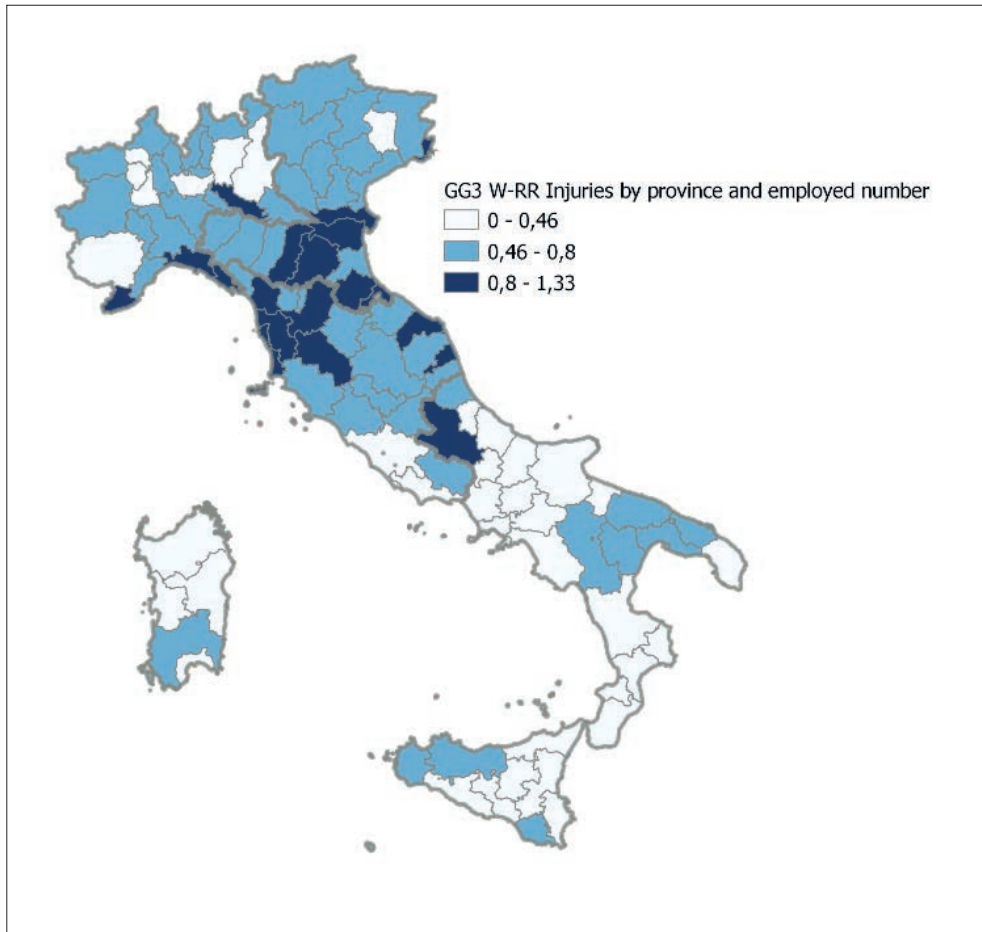 GG3 W-RR Injuries by province and employed number
0 - 0,46
0,46 - 0,8
0,8 - 1,33